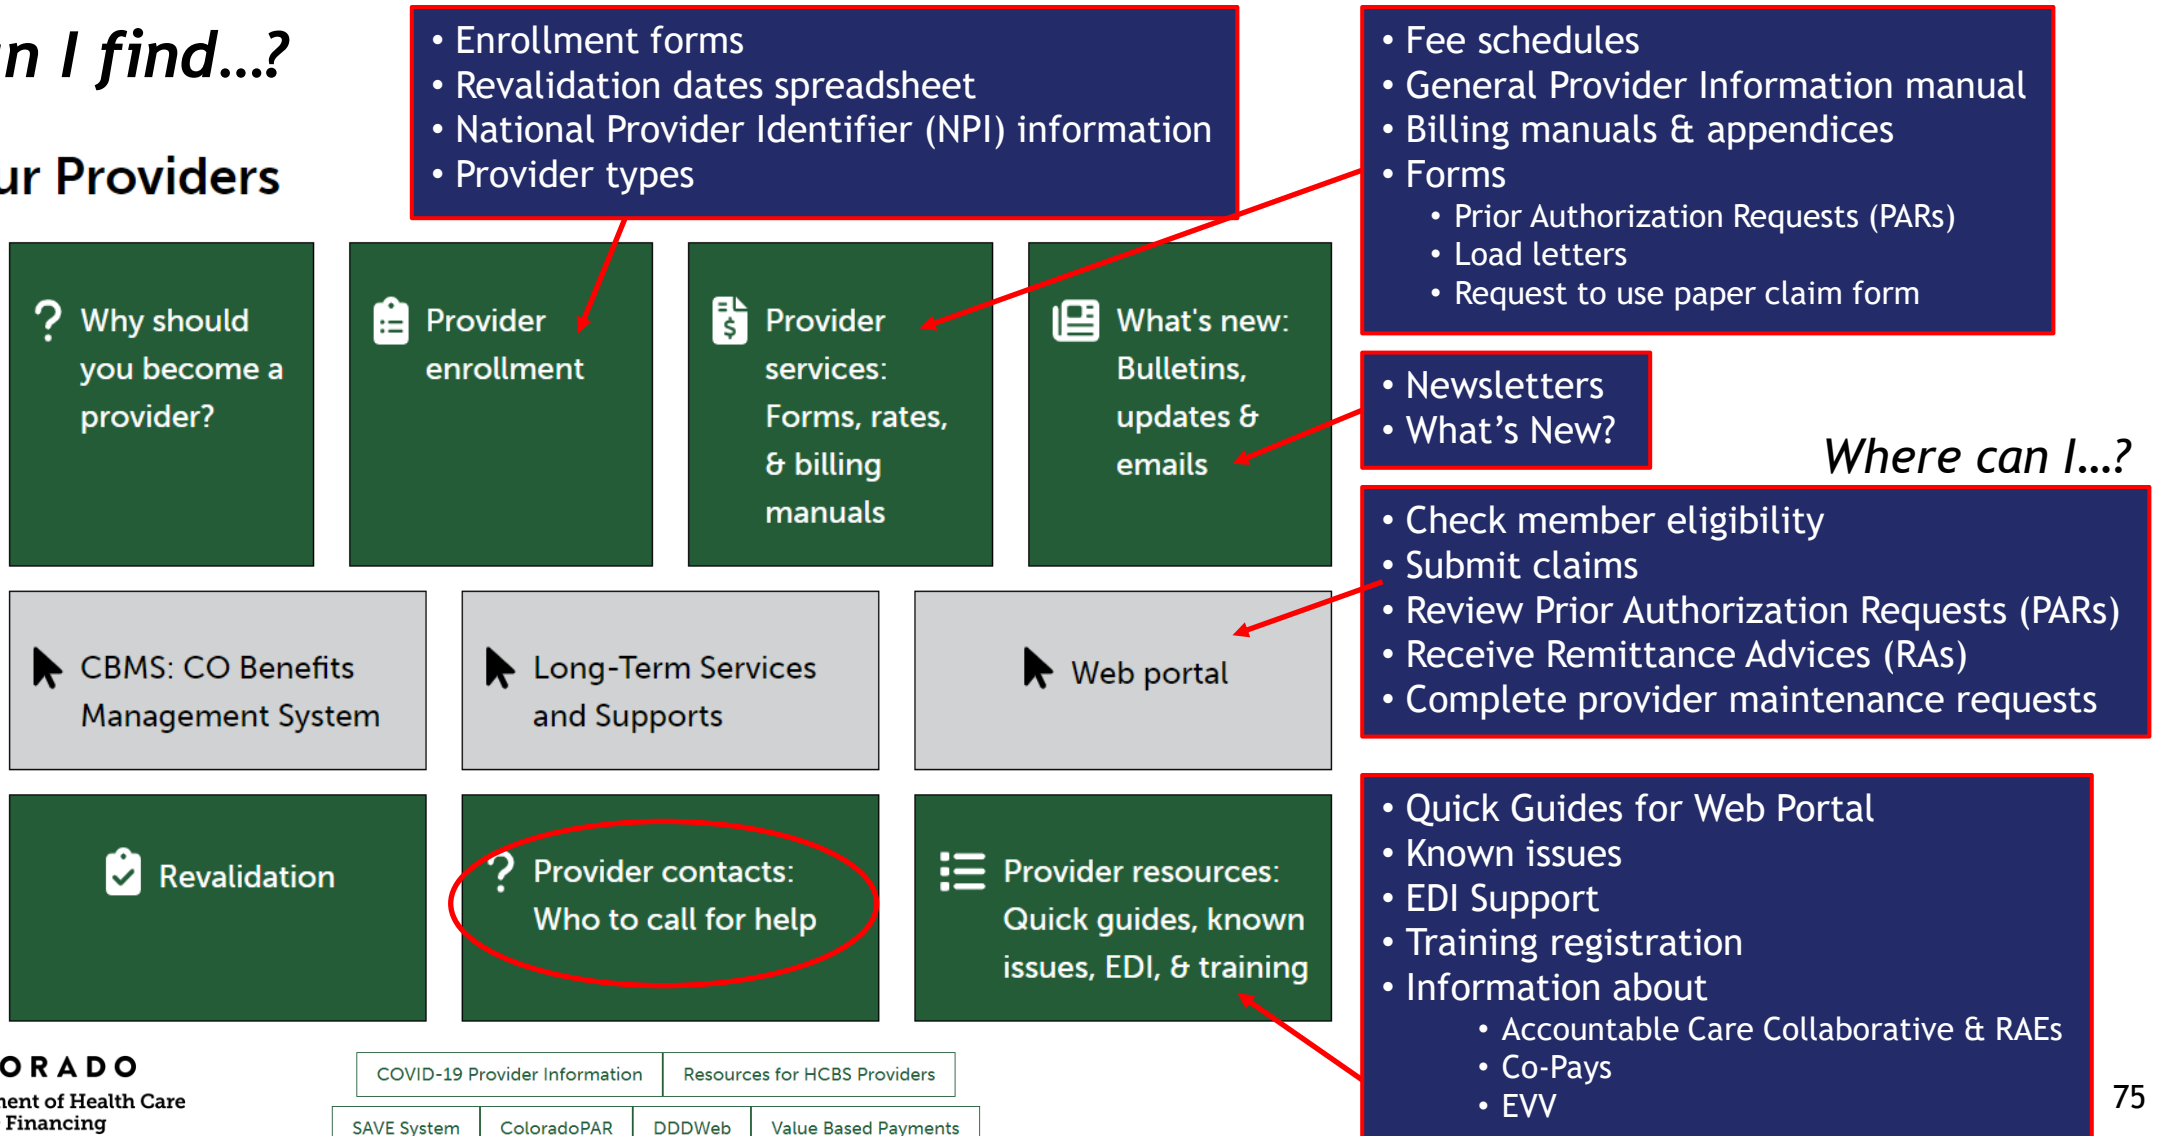 n I find...?
ur Providers
• Enrollment forms
• Revalidation dates spreadsheet
• National Provider Identifier (NPI) information
• Provider types
• Fee schedules
• General Provider Information manual
• Billing manuals & appendices
• Forms
• Prior Authorization Requests (PARs)
• Load letters
• Request to use paper claim form
? Why should
you become a
provider?
Provider
enrollment
Provider
services:
Forms, rates,
& billing
manuals
What's new:
Bulletins,
updates &
emails
• Newsletters
• What’s New?
Where can I...?
• Check member eligibility
• Submit claims
• Review Prior Authorization Requests (PARs)
• Receive Remittance Advices (RAs)
• Complete provider maintenance requests
CBMS: CO Benefits
Management System
Long-Term Services
and Supports
Web portal
Revalidation
? Provider contacts:
Who to call for help
Provider resources:
Quick guides, known
issues, EDI, & training
• Quick Guides for Web Portal
• Known issues
• EDI Support
• Training registration
• Information about
• Accountable Care Collaborative & RAEs
• Co-Pays
• EVV
ORADO
ment of Health Care
Financing
COVID-19 Provider Information
Resources for HCBS Providers
SAVE System
ColoradoPAR
DDDWeb
Value Based Payments
75